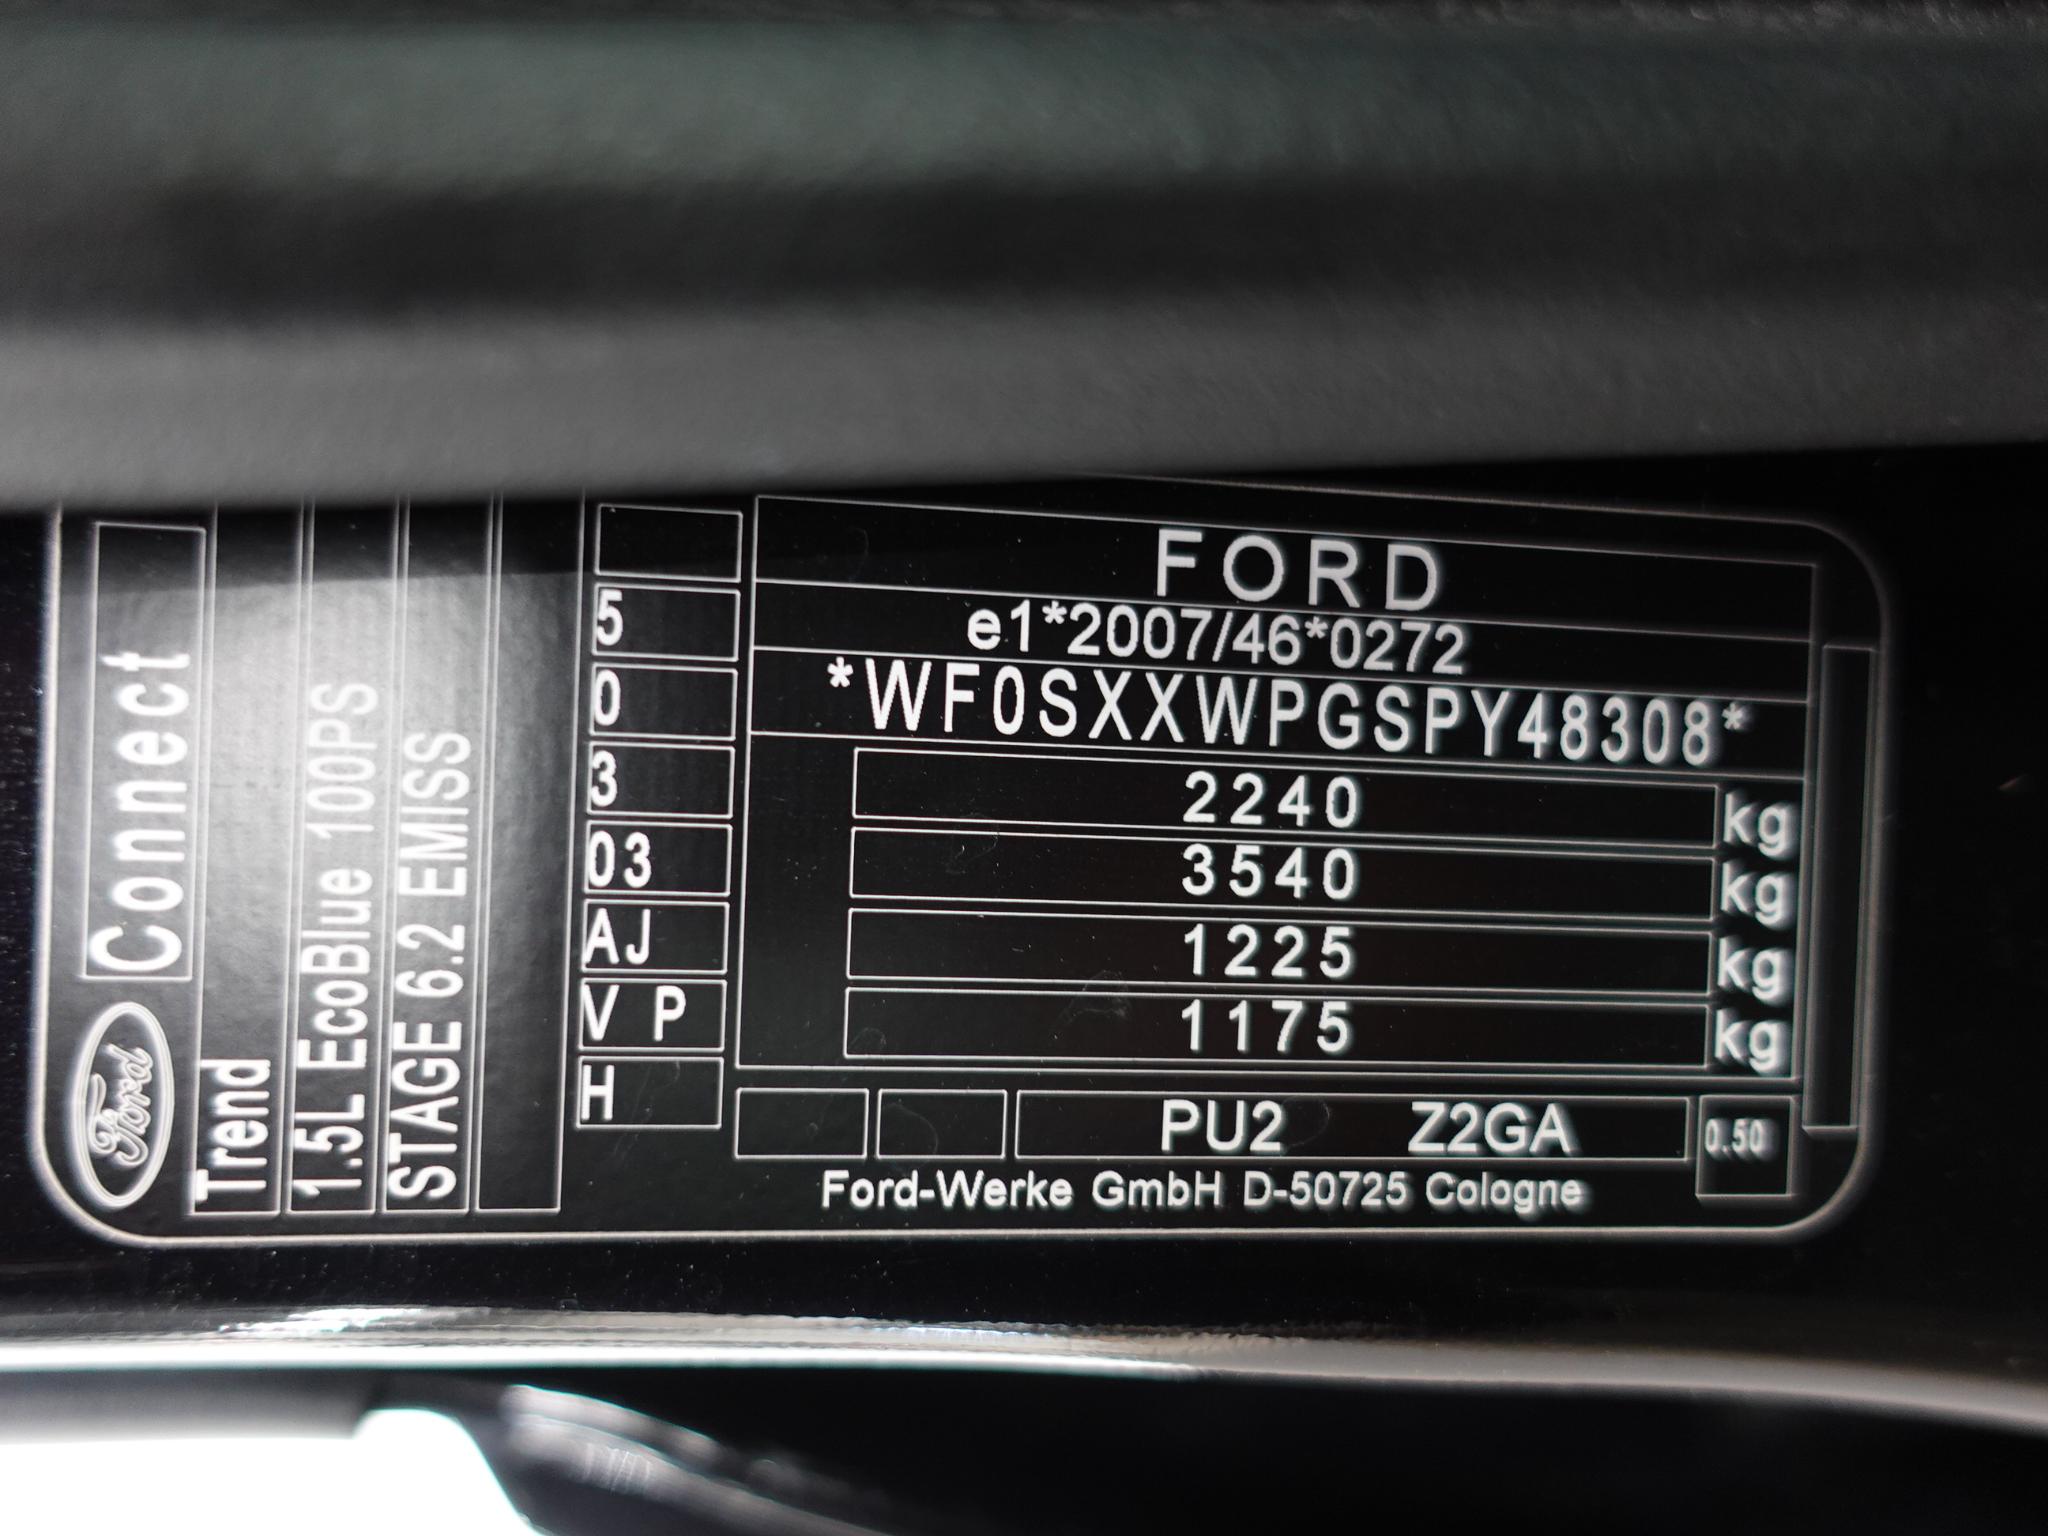 FORD
e1*2007/46*0272
*WF0SXXWPGSPY48308*
2240 kg
3540 kg
1225 kg
1175 kg
PU2 Z2GA
0.50
Ford-Werke GmbH D-50725 Cologne
5
0
3
03
AJ
V P
H
Ford Connect
Trend
1.5L EcoBlue 100PS
STAGE 6.2 EMISS